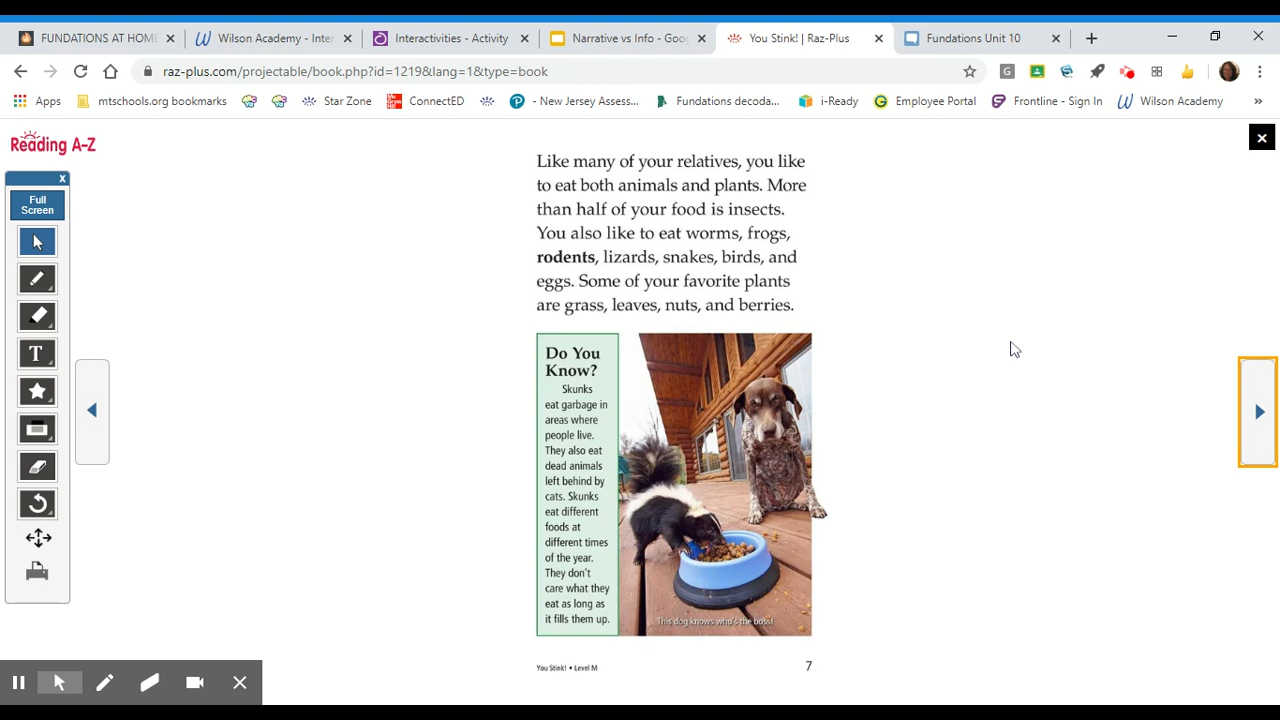 FUNDATIONS AT HOME
Wilson Academy - Inter
Interactivities - Activity
Narrative vs Info - Goog
You Stink! | Raz-Plus
Fundations Unit 10
raz-plus.com/projectable/book.php?id=1219&lang=1&type=book
Apps
mtschools.org bookmarks
Star Zone
ConnectED
- New Jersey Assess...
Fundations decoda...
i-Ready
Employee Portal
Frontline - Sign In
Wilson Academy
»
Reading A-Z
x
Full
Screen
T
Like many of your relatives, you like
to eat both animals and plants. More
than half of your food is insects.
You also like to eat worms, frogs,
rodents, lizards, snakes, birds, and
eggs. Some of your favorite plants
are grass, leaves, nuts, and berries.
Do You
Know?
Skunks
eat garbage in
areas where
people live.
They also eat
dead animals
left behind by
cats. Skunks
eat different
foods at
different times
of the year.
They don't
care what they
eat as long as
it fills them up.
This dog knows who's the boss!
You Stink! • Level M
7